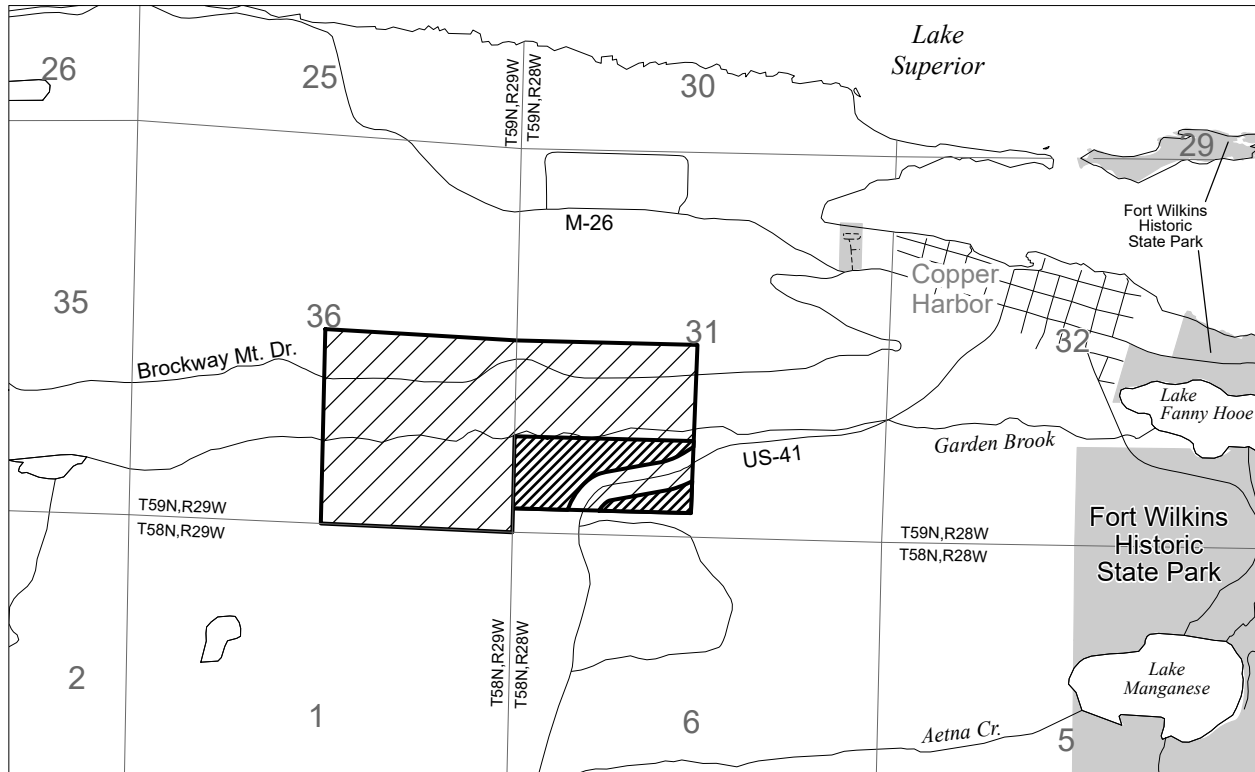 Lake
Superior
26
25
30
T59N,R29W
T59N,R28W
29
Fort Wilkins
Historic
State Park
M-26
Copper
Harbor
35
36
31
32
Brockway Mt. Dr.
Lake
Fanny Hooe
Garden Brook
US-41
T59N,R29W
T58N,R29W
T59N,R28W
T58N,R28W
Fort Wilkins
Historic
State Park
T58N,R29W
T58N,R28W
2
1
6
5
Lake
Manganese
Aetna Cr.